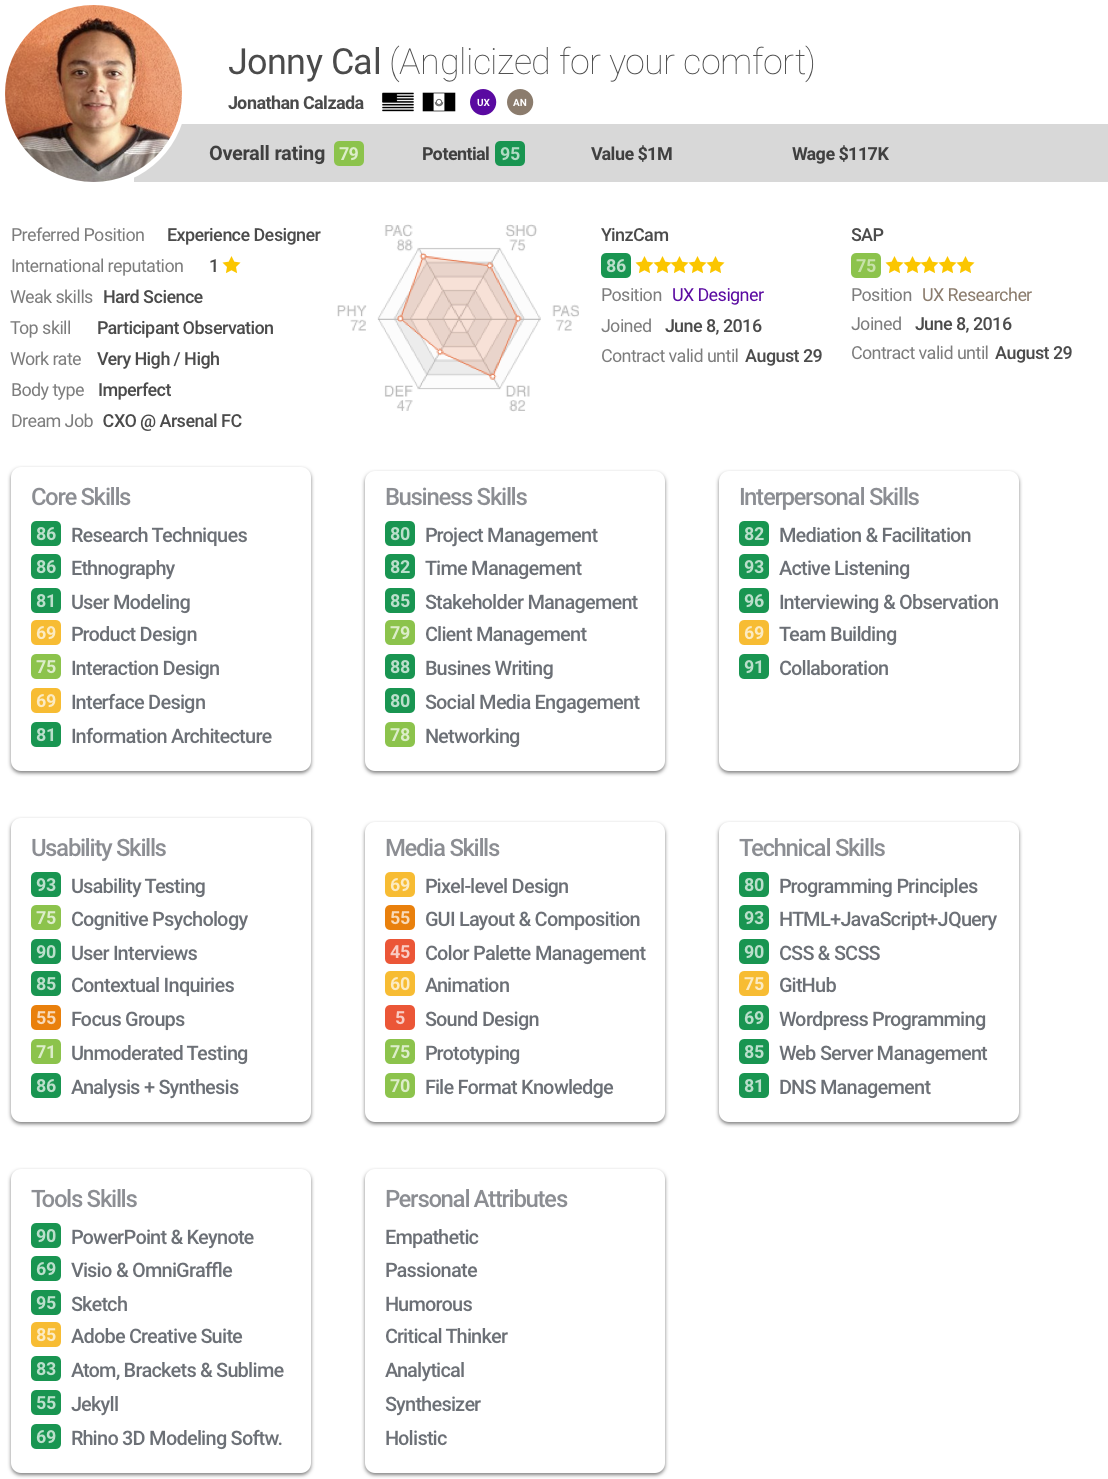 Jonny Cal (Anglicized for your comfort)
Jonathan Calzada UX AN
Overall rating 79 Potential 95 Value $1M Wage $117K
Preferred Position Experience Designer
International reputation 1
Weak skills Hard Science
Top skill Participant Observation
Work rate Very High / High
Body type Imperfect
Dream Job CXO @ Arsenal FC
PAC 88
SHO 75
PHY 72
PAS 72
DEF 47
DRI 82
YinzCam
86
Position UX Designer
Joined June 8, 2016
Contract valid until August 29
SAP
75
Position UX Researcher
Joined June 8, 2016
Contract valid until August 29
Core Skills
86 Research Techniques
86 Ethnography
81 User Modeling
69 Product Design
75 Interaction Design
69 Interface Design
81 Information Architecture
Business Skills
80 Project Management
82 Time Management
85 Stakeholder Management
79 Client Management
88 Busines Writing
80 Social Media Engagement
78 Networking
Interpersonal Skills
82 Mediation & Facilitation
93 Active Listening
96 Interviewing & Observation
69 Team Building
91 Collaboration
Usability Skills
93 Usability Testing
75 Cognitive Psychology
90 User Interviews
85 Contextual Inquiries
55 Focus Groups
71 Unmoderated Testing
86 Analysis + Synthesis
Media Skills
69 Pixel-level Design
55 GUI Layout & Composition
45 Color Palette Management
60 Animation
5 Sound Design
75 Prototyping
70 File Format Knowledge
Technical Skills
80 Programming Principles
93 HTML+JavaScript+JQuery
90 CSS & SCSS
75 GitHub
69 Wordpress Programming
85 Web Server Management
81 DNS Management
Tools Skills
90 PowerPoint & Keynote
69 Visio & OmniGraffle
95 Sketch
85 Adobe Creative Suite
83 Atom, Brackets & Sublime
55 Jekyll
69 Rhino 3D Modeling Softw.
Personal Attributes
Empathetic
Passionate
Humorous
Critical Thinker
Analytical
Synthesizer
Holistic